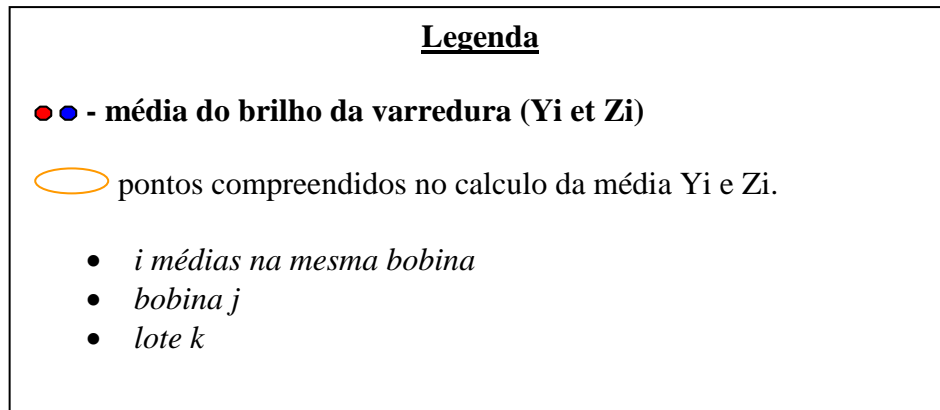 Legenda
- média do brilho da varredura (Yi et Zi)
pontos compreendidos no calculo da média Yi e Zi.
• i médias na mesma bobina
• bobina j
• lote k